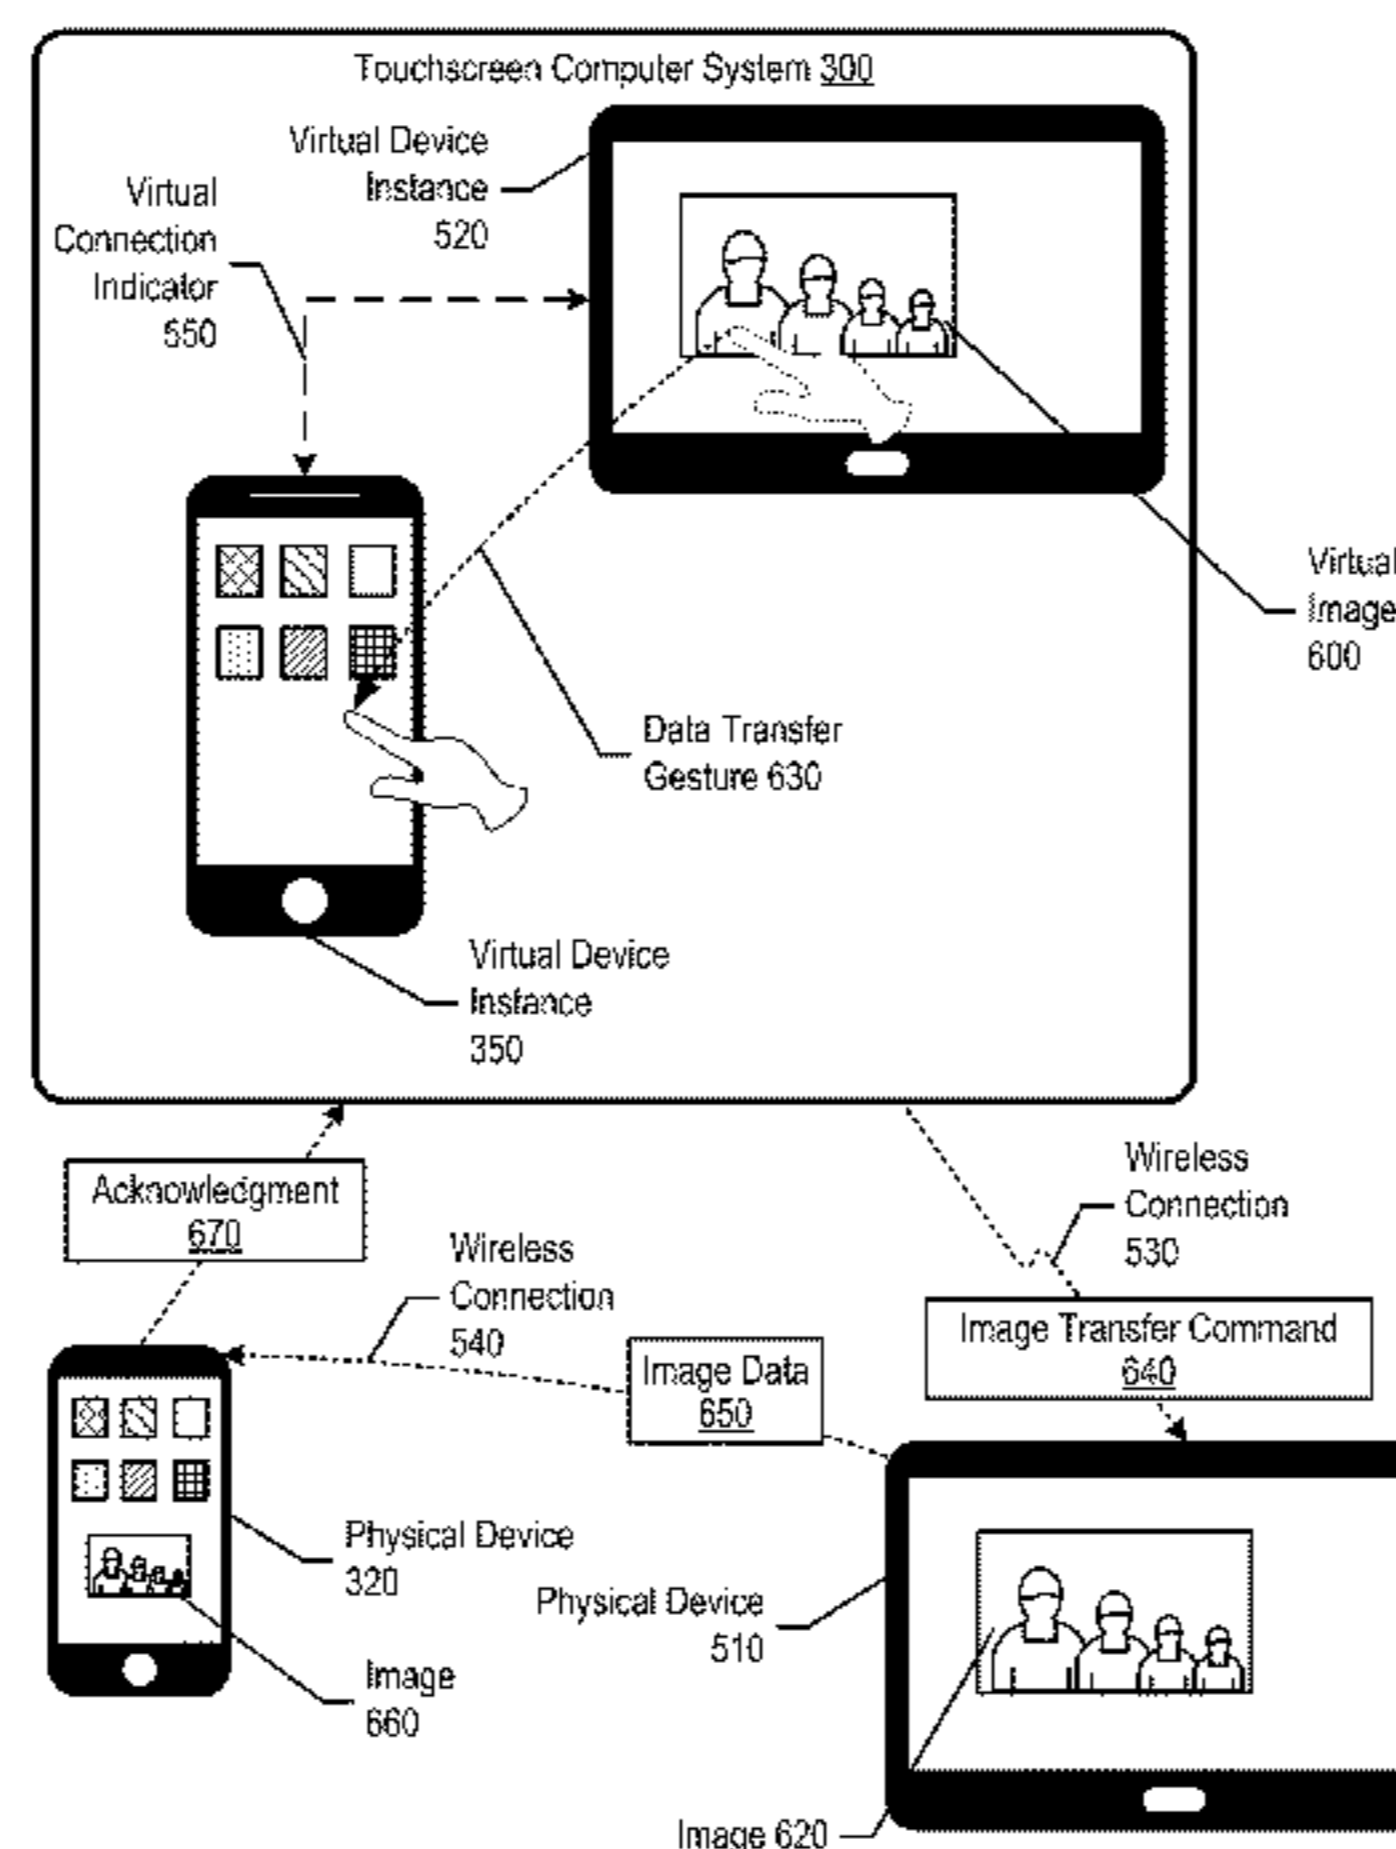 Touchscreen Computer System 300
Virtual Device
Instance
520
Virtual
Connection
Indicator
550
Virtual
Image
600
Data Transfer
Gesture 630
Virtual Device
Instance
350
Acknowledgment
670
Wireless
Connection
530
Wireless
Connection
540
Image Transfer Command
640
Image Data
650
Physical Device
320
Physical Device
510
Image
660
Image 620